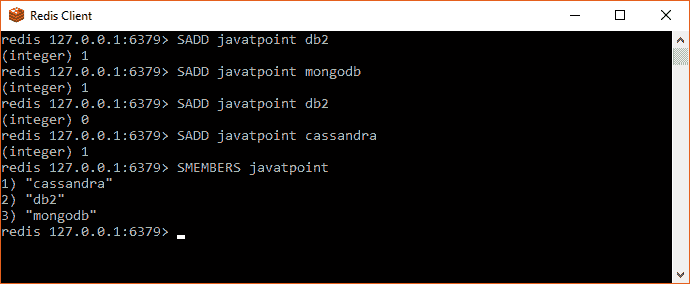 Redis Client
redis 127.0.0.1:6379> SADD javatpoint db2
(integer) 1
redis 127.0.0.1:6379> SADD javatpoint mongodb
(integer) 1
redis 127.0.0.1:6379> SADD javatpoint db2
(integer) 0
redis 127.0.0.1:6379> SADD javatpoint cassandra
(integer) 1
redis 127.0.0.1:6379> SMEMBERS javatpoint
1) "cassandra"
2) "db2"
3) "mongodb"
redis 127.0.0.1:6379>